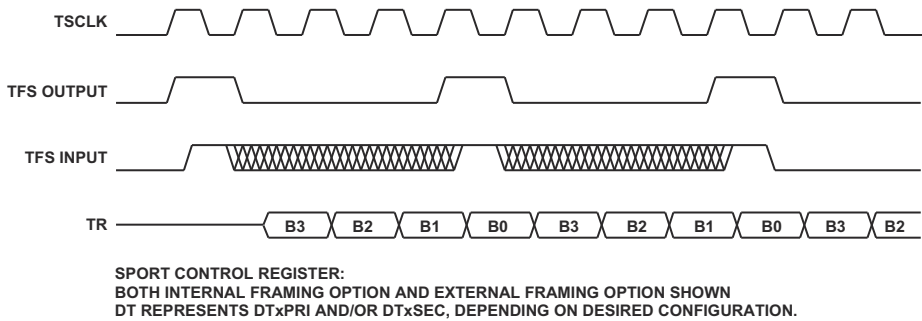 TSCLK
TFS OUTPUT
TFS INPUT
TR B3 B2 B1 B0 B3 B2 B1 B0 B3 B2
SPORT CONTROL REGISTER:
BOTH INTERNAL FRAMING OPTION AND EXTERNAL FRAMING OPTION SHOWN
DT REPRESENTS DTxPRI AND/OR DTxSEC, DEPENDING ON DESIRED CONFIGURATION.